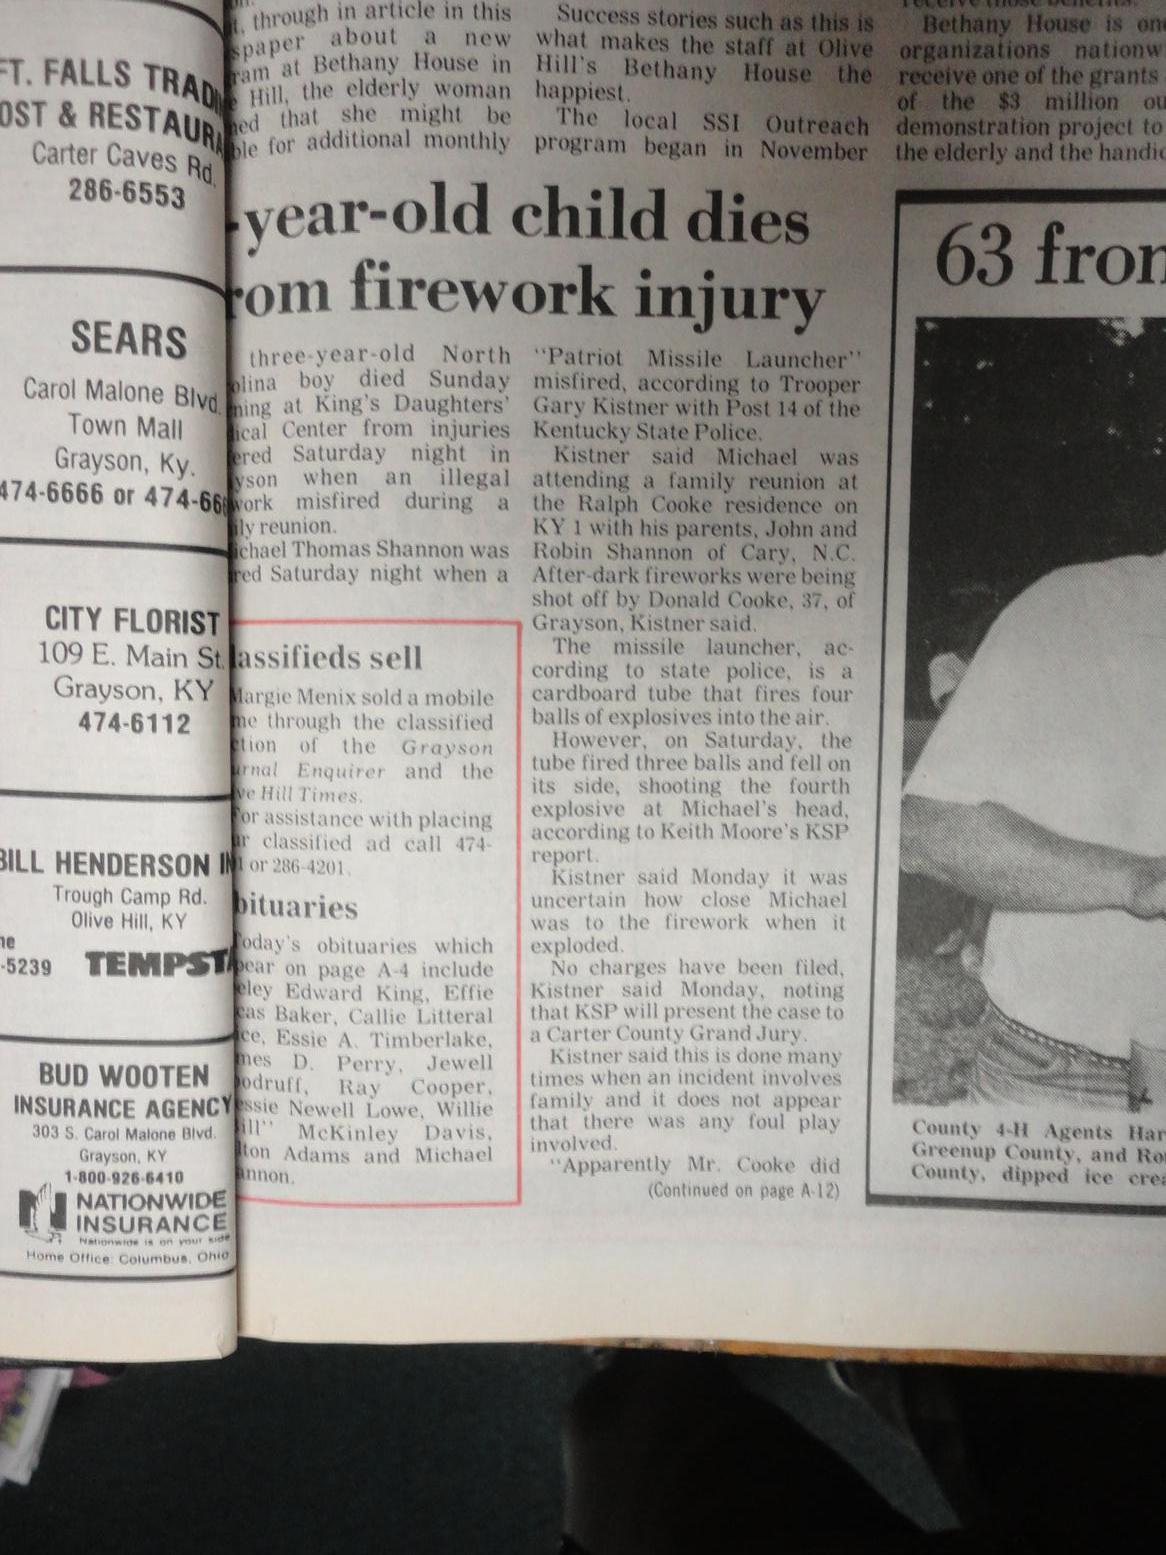 FT. FALLS TRADI
OST & RESTAURA
Carter Caves Rd.
286-6553
SEARS
Carol Malone Blvd.
Town Mall
Grayson, Ky.
474-6666 or 474-66
CITY FLORIST
109 E. Main St.
Grayson, KY
474-6112
BILL HENDERSON IN
Trough Camp Rd.
Olive Hill, KY
ne
-5239 TEMPSTA
BUD WOOTEN
INSURANCE AGENCY
303 S. Carol Malone Blvd.
Grayson, KY
1-800-926-6410
NATIONWIDE
INSURANCE
Nationwide is on your side
Home Office: Columbus, Ohio
t, through in article in this
spaper about a new
ram at Bethany House in
e Hill, the elderly woman
ned that she might be
ble for additional monthly
Success stories such as this is
what makes the staff at Olive
Hill's Bethany House the
happiest.
The local SSI Outreach
program began in November
receive those benefits.
Bethany House is one
organizations nationw
receive one of the grants
of the $3 million ou
demonstration project to
the elderly and the handic
-year-old child dies
rom firework injury
three-year-old North
olina boy died Sunday
ning at King's Daughters'
ical Center from injuries
ered Saturday night in
yson when an illegal
work misfired during a
ily reunion.
ichael Thomas Shannon was
red Saturday night when a
"Patriot Missile Launcher"
misfired, according to Trooper
Gary Kistner with Post 14 of the
Kentucky State Police.
Kistner said Michael was
attending a family reunion at
the Ralph Cooke residence on
KY 1 with his parents, John and
Robin Shannon of Cary, N.C.
After-dark fireworks were being
shot off by Donald Cooke, 37, of
Grayson, Kistner said.
The missile launcher, ac-
cording to state police, is a
cardboard tube that fires four
balls of explosives into the air.
However, on Saturday, the
tube fired three balls and fell on
its side, shooting the fourth
explosive at Michael's head,
according to Keith Moore's KSP
report.
Kistner said Monday it was
uncertain how close Michael
was to the firework when it
exploded.
No charges have been filed,
Kistner said Monday, noting
that KSP will present the case to
a Carter County Grand Jury.
Kistner said this is done many
times when an incident involves
family and it does not appear
that there was any foul play
involved.
"Apparently Mr. Cooke did
(Continued on page A-12)
lassifieds sell
Margie Menix sold a mobile
me through the classified
ction of the Grayson
urnal Enquirer and the
ve Hill Times.
For assistance with placing
ur classified ad call 474-
1 or 286-4201.
bituaries
Today's obituaries which
pear on page A-4 include
eley Edward King, Effie
cas Baker, Callie Litteral
ice, Essie A. Timberlake,
mes D. Perry, Jewell
oodruff, Ray Cooper,
essie Newell Lowe, Willie
ill" McKinley Davis,
lton Adams and Michael
annon.
63 fron
County 4-H Agents Har
Greenup County, and Ro
County, dipped ice crea